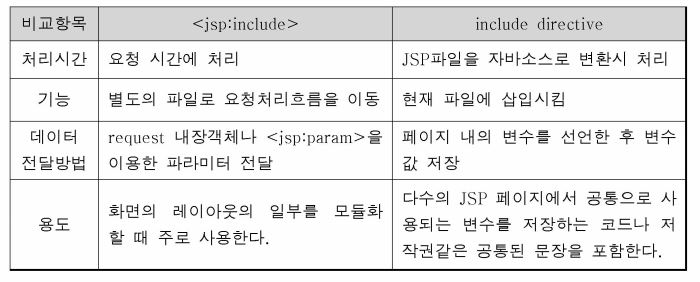 비교항목 <jsp:include> include directive
처리시간 요청 시간에 처리 JSP파일을 자바소스로 변환시 처리
기능 별도의 파일로 요청처리흐름을 이동 현재 파일에 삽입시킴
데이터 전달방법
request 내장객체나 <jsp:param>을
이용한 파라미터 전달
페이지 내의 변수를 선언한 후 변수
값 저장
용도
화면의 레이아웃의 일부를 모듈화
할 때 주로 사용한다.
다수의 JSP 페이지에서 공통으로 사
용되는 변수를 저장하는 코드나 저
작권같은 공통된 문장을 포함한다.